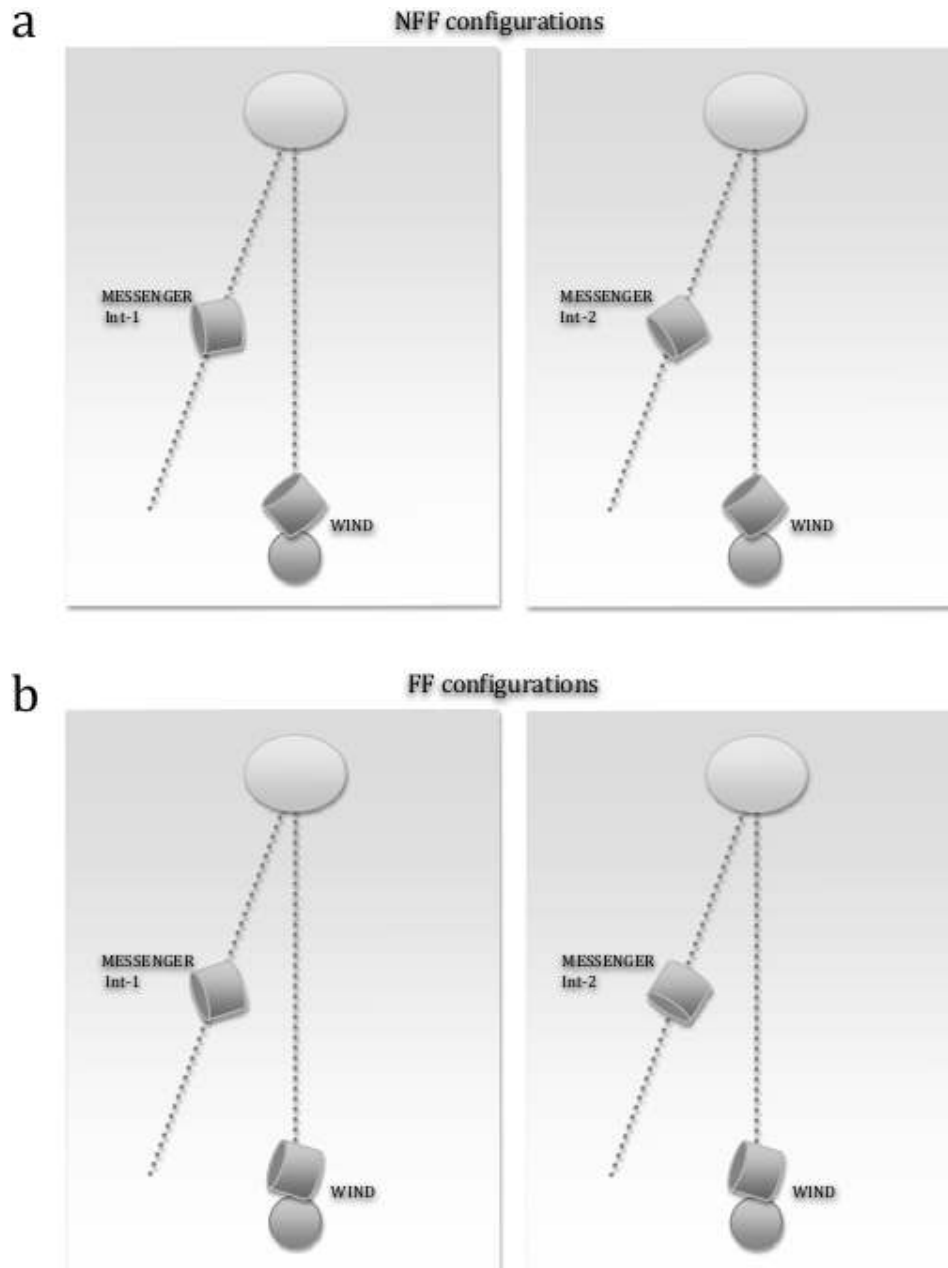 a
NFF configurations
MESSENGER
Int-1
WIND
MESSENGER
Int-2
WIND
b
FF configurations
MESSENGER
Int-1
WIND
MESSENGER
Int-2
WIND